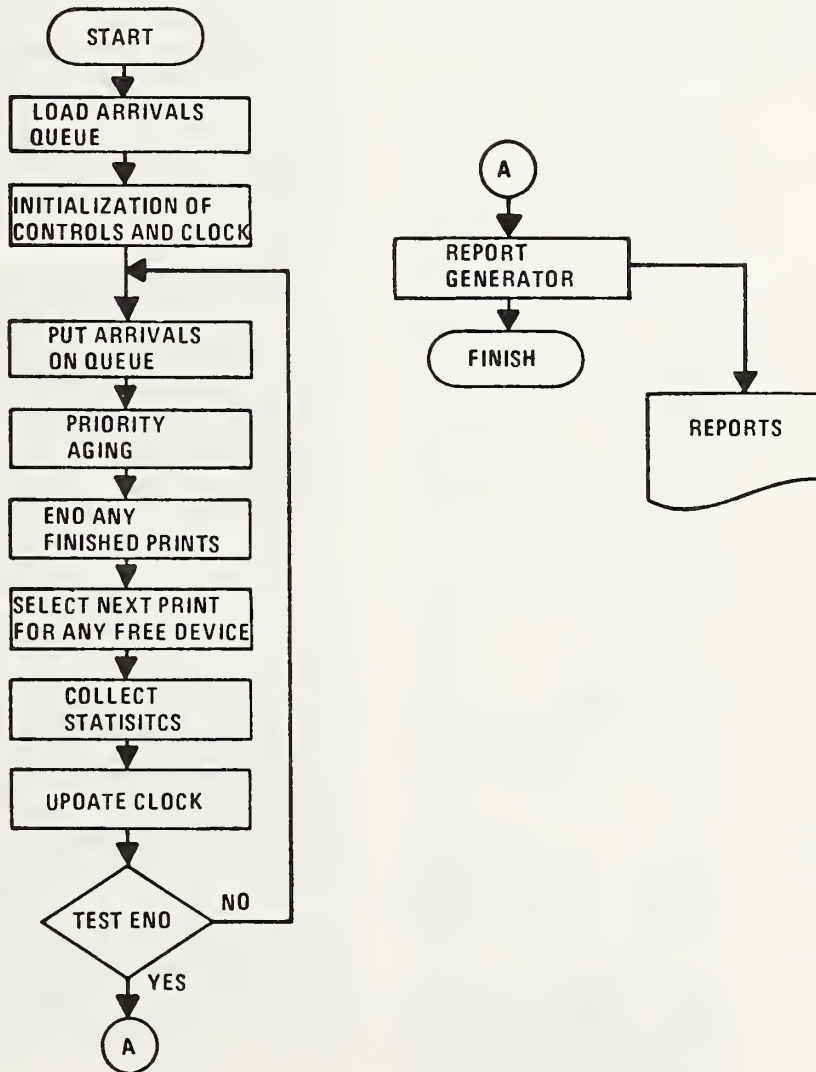 START
LOAD ARRIVALS
QUEUE
INITIALIZATION OF
CONTROLS AND CLOCK
PUT ARRIVALS
ON QUEUE
PRIORITY
AGING
ENO ANY
FINISHED PRINTS
SELECT NEXT PRINT
FOR ANY FREE DEVICE
COLLECT
STATISITCS
UPOATE CLOCK
TEST ENO
NO
YES
A
A
REPORT
GENERATOR
FINISH
REPORTS